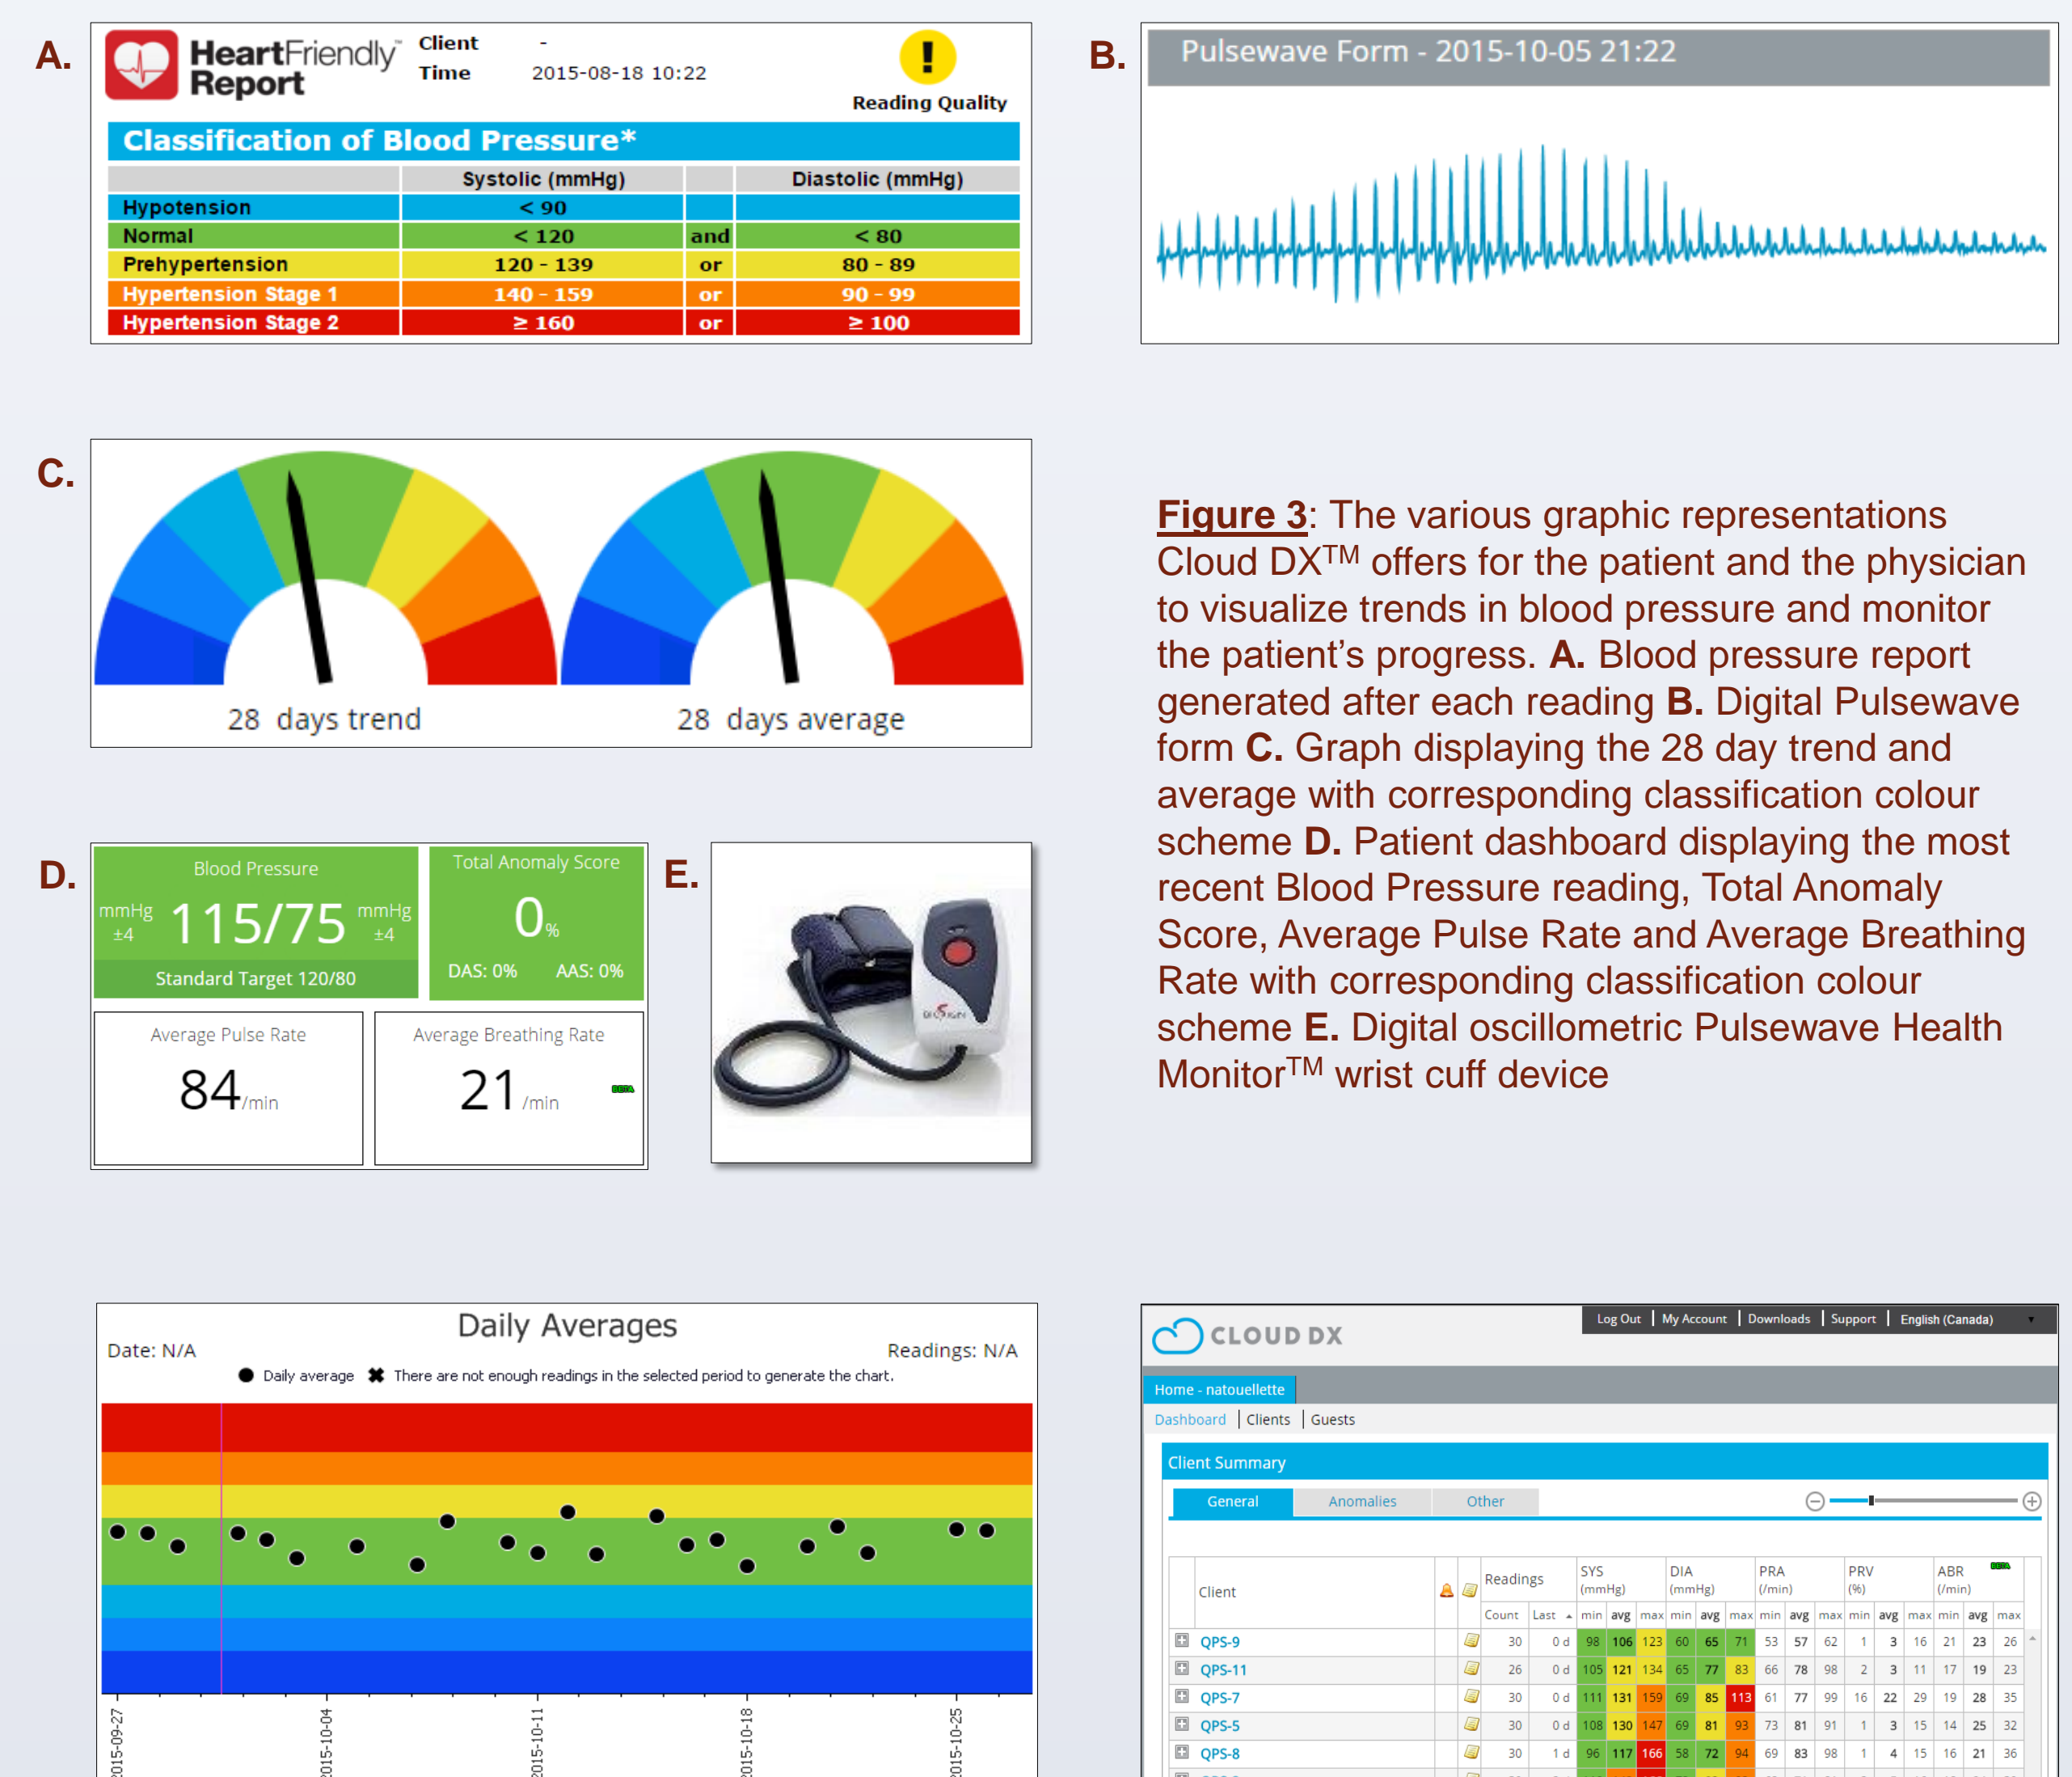 A.
HeartFriendly™
Report
Client -
Time 2015-08-18 10:22
!
Reading Quality
Classification of Blood Pressure*
Systolic (mmHg) Diastolic (mmHg)
Hypotension < 90
Normal < 120 and < 80
Prehypertension 120 - 139 or 80 - 89
Hypertension Stage 1 140 - 159 or 90 - 99
Hypertension Stage 2 ≥ 160 or ≥ 100
B.
Pulsewave Form - 2015-10-05 21:22
C.
28 days trend
28 days average
Figure 3: The various graphic representations
Cloud DX™ offers for the patient and the physician
to visualize trends in blood pressure and monitor
the patient's progress. A. Blood pressure report
generated after each reading B. Digital Pulsewave
form C. Graph displaying the 28 day trend and
average with corresponding classification colour
scheme D. Patient dashboard displaying the most
recent Blood Pressure reading, Total Anomaly
Score, Average Pulse Rate and Average Breathing
Rate with corresponding classification colour
scheme E. Digital oscillometric Pulsewave Health
Monitor™ wrist cuff device
D.
Blood Pressure
mmHg ±4 115/75 mmHg ±4
Standard Target 120/80
Total Anomaly Score
0%
DAS: 0% AAS: 0%
Average Pulse Rate
84/min
Average Breathing Rate
21/min BETA
E.
Daily Averages
Date: N/A Readings: N/A
Daily average ✖ There are not enough readings in the selected period to generate the chart.
2015-09-27
2015-10-04
2015-10-11
2015-10-18
2015-10-25
Log Out | My Account | Downloads | Support | English (Canada)
CLOUD DX
Home - natouellette
Dashboard | Clients | Guests
Client Summary
General Anomalies Other
Client Readings SYS (mmHg) DIA (mmHg) PRA (/min) PRV (%) ABR (/min) BETA
Count Last min avg max min avg max min avg max min avg max min avg max
QPS-9 30 0 d 98 106 123 60 65 71 53 57 62 1 3 16 21 23 26
QPS-11 26 0 d 105 121 134 65 77 83 66 78 98 2 3 11 17 19 23
QPS-7 30 0 d 111 131 159 69 85 113 61 77 99 16 22 29 19 28 35
QPS-5 30 0 d 108 130 147 69 81 93 73 81 91 1 3 15 14 25 32
QPS-8 30 1 d 96 117 166 58 72 94 69 83 98 1 4 15 16 21 36